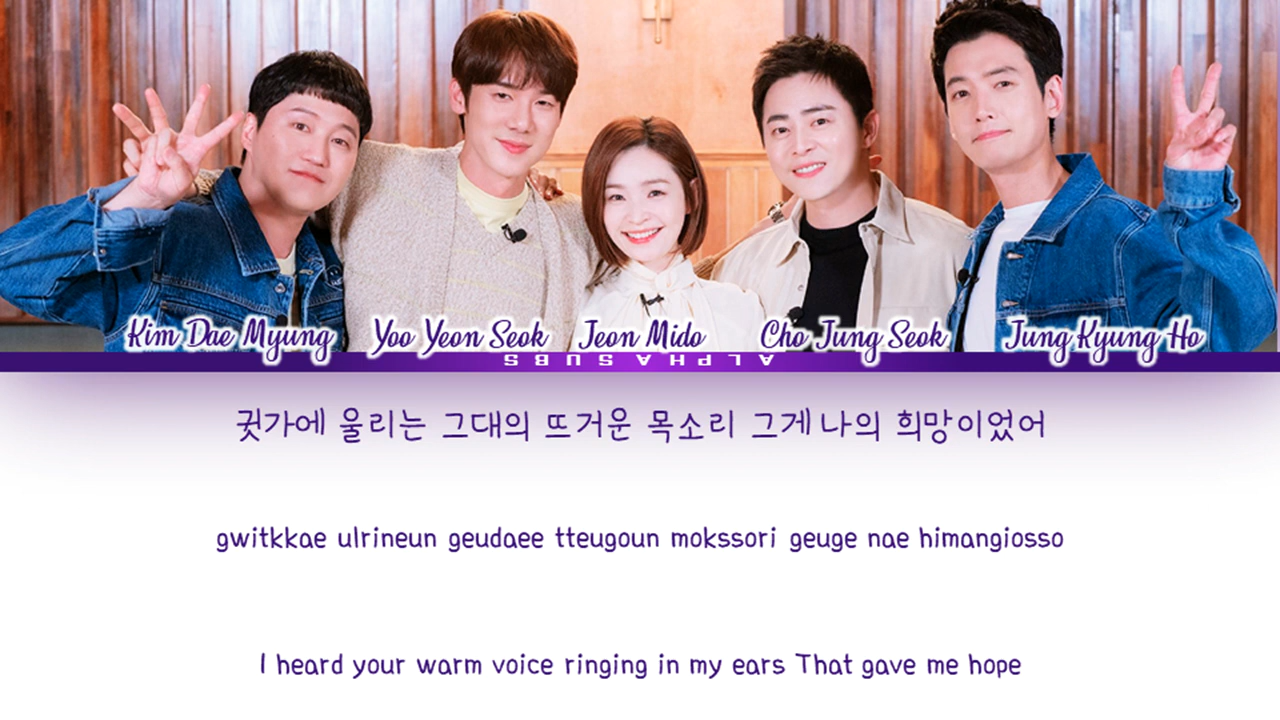 Kim Dae Myung Yoo Yeon Seok Jeon Mido Cho Jung Seok Jung Kyung Ho
ALPHASUBS
귓가에 울리는 그대의 뜨거운 목소리 그게 나의 희망이었어
gwitkkae ulrineun geudaee tteugoun mokssori geuge nae himangiosso
I heard your warm voice ringing in my ears That gave me hope